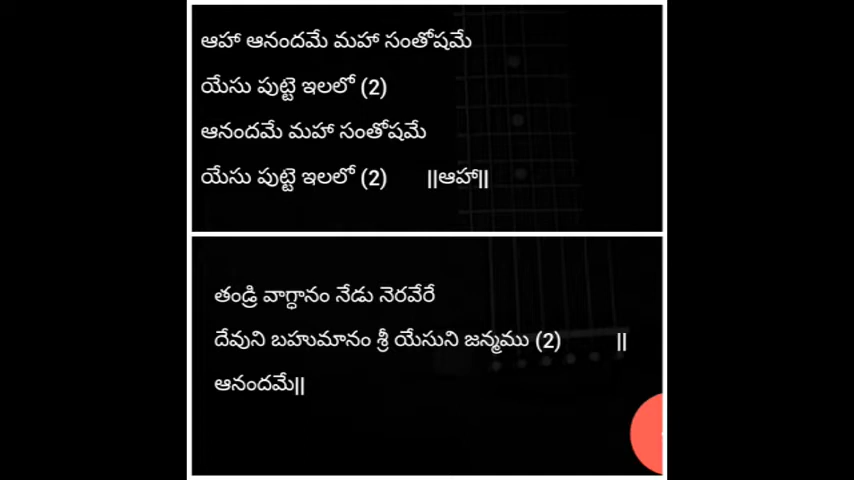 ఆహా ఆనందమే మహా సంతోషమే
యేసు పుట్టె ఇలలో (2)
ఆనందమే మహా సంతోషమే
యేసు పుట్టె ఇలలో (2) ||ఆహా||
తండ్రి వాగ్ధానం నేడు నెరవేరే
దేవుని బహుమానం శ్రీ యేసుని జన్మము (2) ||
ఆనందమే||